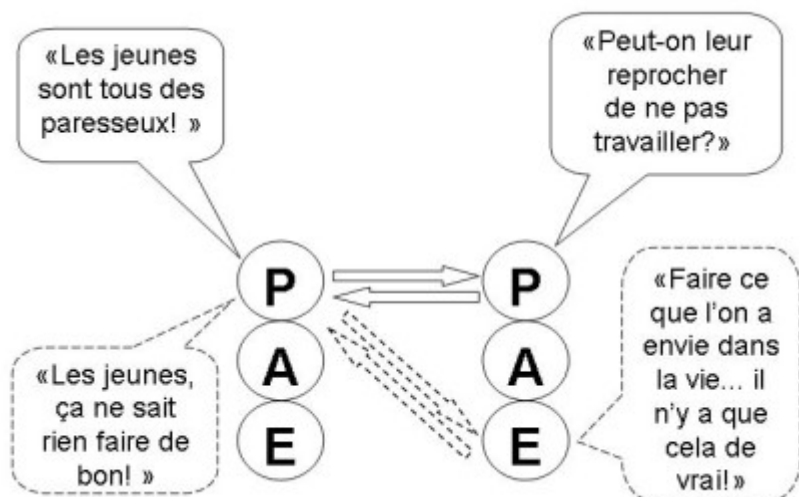 «Les jeunes
sont tous des
paresseux! »
«Peut-on leur
reprocher
de ne pas
travailler?»
P
P
«Faire ce
que l'on a
envie dans
la vie... il
n'y a que
cela de
vrai!»
A
A
«Les jeunes,
ça ne sait
rien faire de
bon! »
E
E